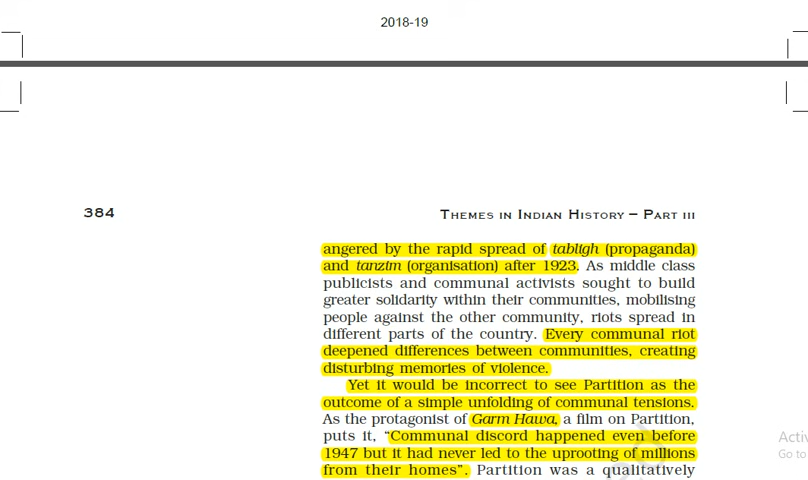 2018-19
384
THEMES IN INDIAN HISTORY – PART III
angered by the rapid spread of tabligh (propaganda)
and tanzim (organisation) after 1923. As middle class
publicists and communal activists sought to build
greater solidarity within their communities, mobilising
people against the other community, riots spread in
different parts of the country. Every communal riot
deepened differences between communities, creating
disturbing memories of violence.
Yet it would be incorrect to see Partition as the
outcome of a simple unfolding of communal tensions.
As the protagonist of Garm Hawa, a film on Partition,
puts it, “Communal discord happened even before
1947 but it had never led to the uprooting of millions
from their homes”. Partition was a qualitatively
Activ
Go to